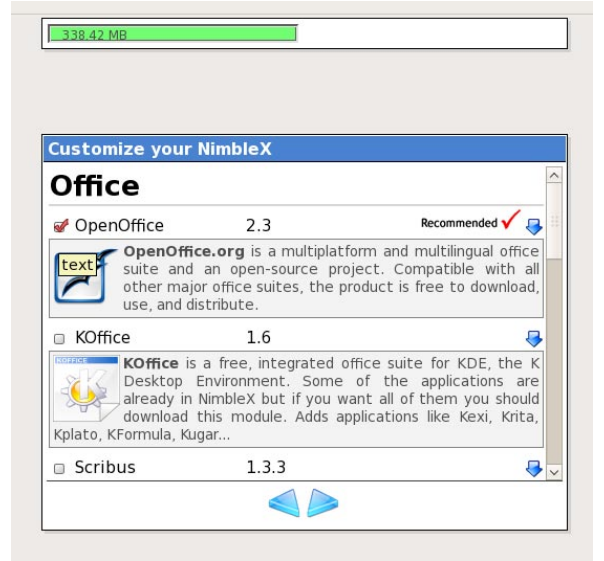 338.42 MB
Customize your NimbleX
Office
OpenOffice 2.3 Recommended
text
OpenOffice.org is a multiplatform and multilingual office
suite and an open-source project. Compatible with all
other major office suites, the product is free to download,
use, and distribute.
KOffice 1.6
KOFFICE
KOffice is a free, integrated office suite for KDE, the K
Desktop Environment. Some of the applications are
already in NimbleX but if you want all of them you should
download this module. Adds applications like Kexi, Krita,
Kplato, KFormula, Kugar...
Scribus 1.3.3